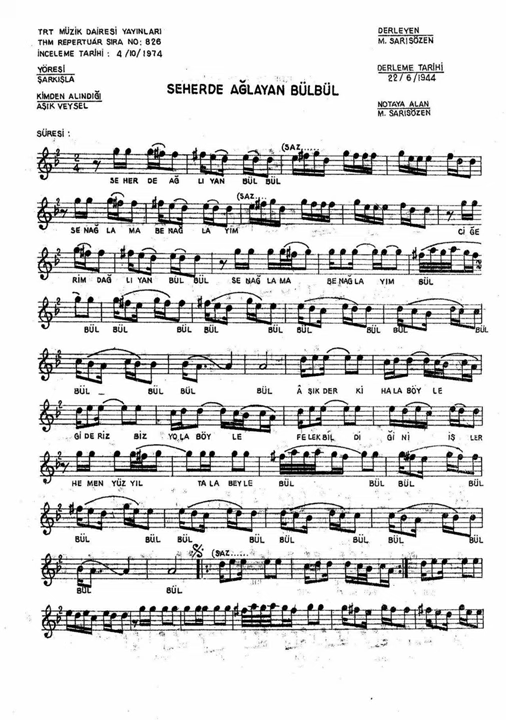 TRT MÜZİK DAİRESİ YAYINLARI
THM REPERTUAR SIRA NO: 826
İNCELEME TARİHİ : 4/10/1974
DERLEYEN
M. SARISÖZEN
YÖRESİ
ŞARKIŞLA
DERLEME TARİHİ
22/6/1944
SEHERDE AĞLAYAN BÜLBÜL
KİMDEN ALINDIĞI
AŞIK VEYSEL
NOTAYA ALAN
M. SARISÖZEN
SÜRESİ :
(SAZ.....
2/4
SE HER DE AĞ LI YAN BÜL BÜL
(SAZ....
SE NAĞ LA MA BE NAĞ LA YIM Cİ ĞE
RİM DAĞ LI YAN BÜL BÜL SE NAĞ LA MA BE NAĞ LA YIM BÜL
BÜL BÜL BÜL BÜL BÜL BÜL BÜL BÜL
BÜL _ BÜL BÜL BÜL Â ŞIK DER Kİ HA LA BÖY LE
Gİ DE RİZ BİZ YO LA BÖY LE FE LEK BİL Dİ Ğİ Nİ İŞ LER
HE MEN YÜZ YIL TA LA BEY LE BÜL BÜL BÜL
BÜL BÜL BÜL BÜL BÜL BÜL BÜL
(SAZ.....
BÜL BÜL